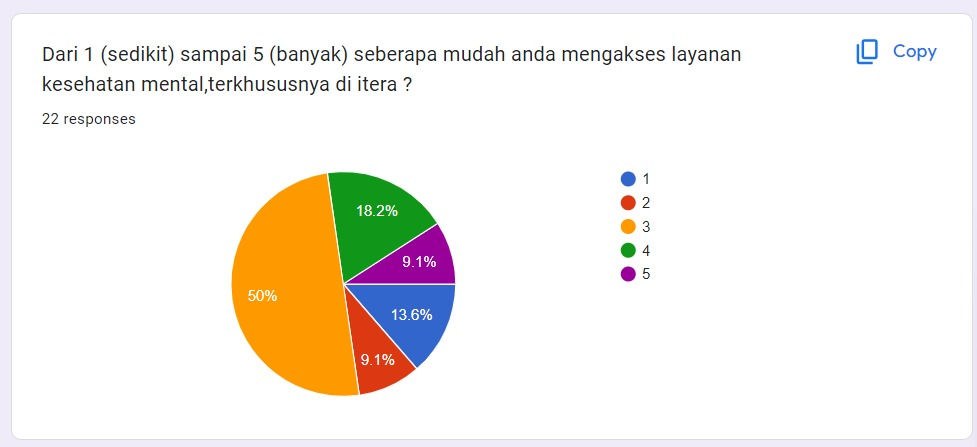 Dari 1 (sedikit) sampai 5 (banyak) seberapa mudah anda mengakses layanan
kesehatan mental,terkhususnya di itera ?
Copy
22 responses
18.2%
9.1%
50%
13.6%
9.1%
1
2
3
4
5